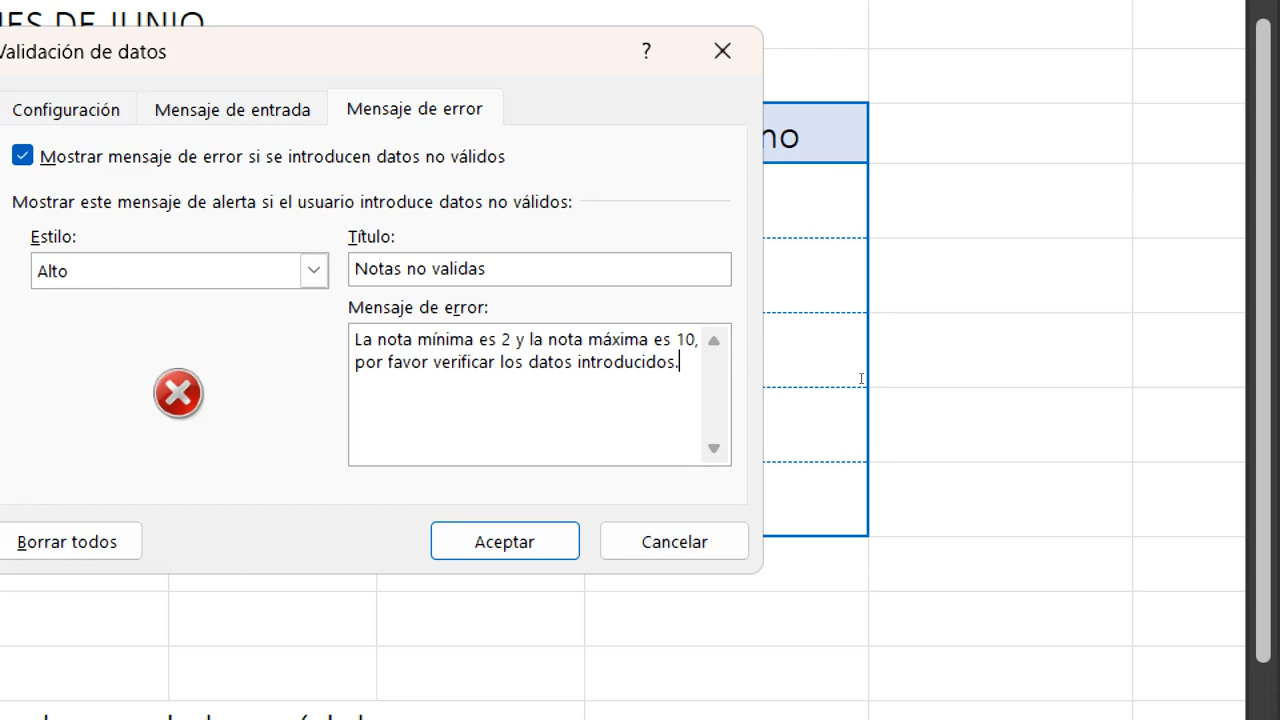 MES DE JUNIO
Validación de datos
?
Configuración
Mensaje de entrada
Mensaje de error
Mostrar mensaje de error si se introducen datos no válidos
Mostrar este mensaje de alerta si el usuario introduce datos no válidos:
Estilo:
Título:
Alto
Notas no validas
Mensaje de error:
La nota mínima es 2 y la nota máxima es 10,
por favor verificar los datos introducidos.
no
Borrar todos
Aceptar
Cancelar